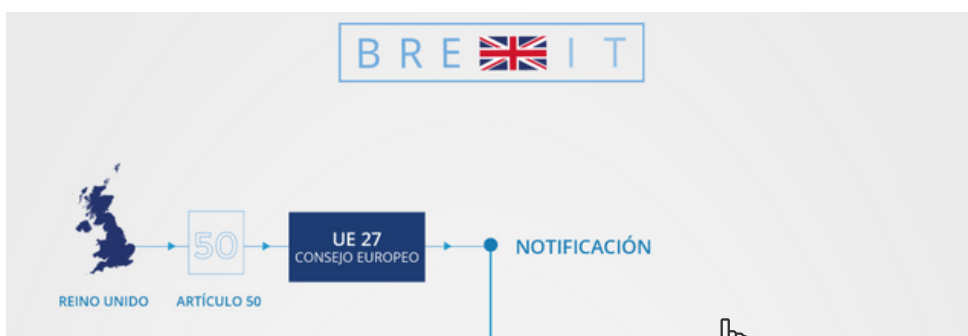 BREXIT
50
UE 27
CONSEJO EUROPEO
NOTIFICACIÓN
REINO UNIDO
ARTÍCULO 50